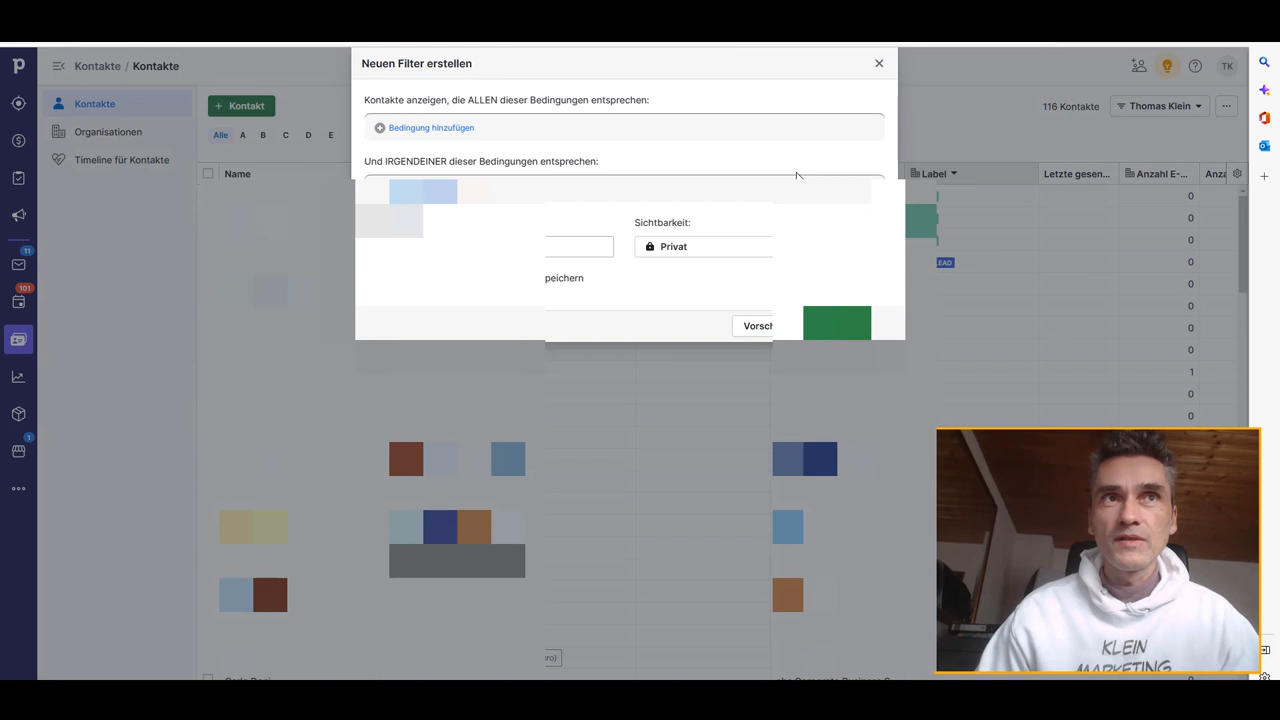 Neuen Filter erstellen
Kontakte / Kontakte
TK
Kontakte
Kontakt
116 Kontakte
Thomas Klein
Kontakte anzeigen, die ALLEN dieser Bedingungen entsprechen:
Bedingung hinzufügen
Organisationen
Alle A B C D E
Timeline für Kontakte
Und IRGENDEINER dieser Bedingungen entsprechen:
Name
Label
Letzte gesen...
Anzahl E-...
Anza
0
0
Sichtbarkeit:
0
Privat
11
LEAD
0
peichern
0
101
0
0
Vorsch
0
0
1
0
0
1
KLEIN
MARKETING
ro)